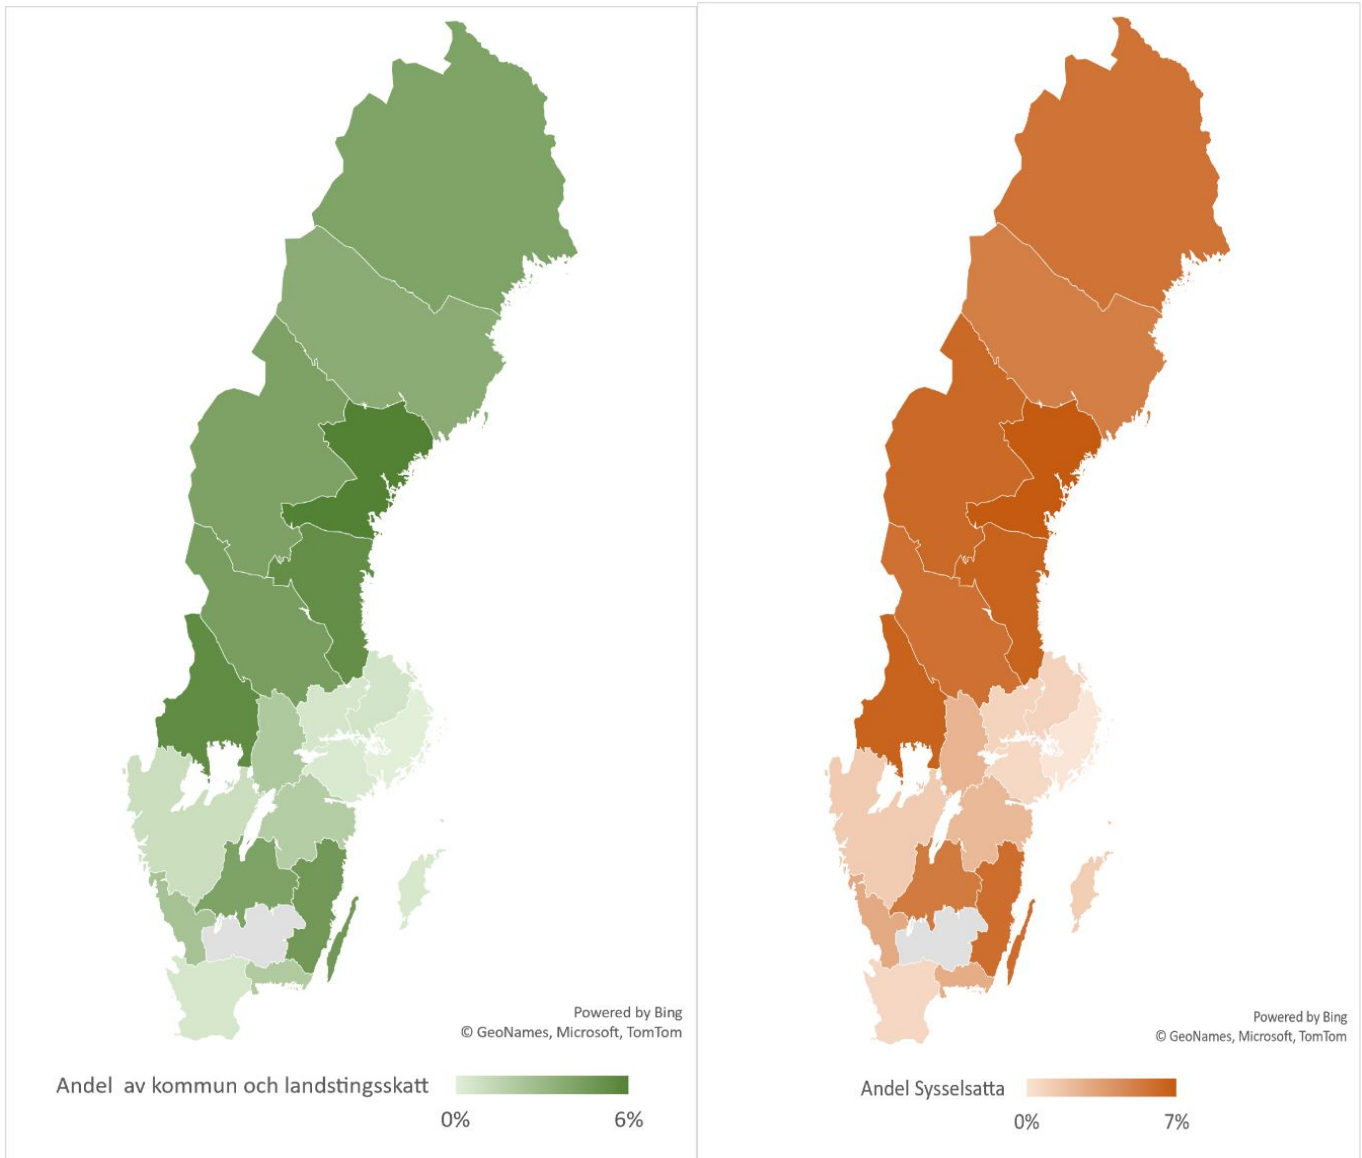 Powered by Bing
© GeoNames, Microsoft, TomTom
Andel av kommun och landstingsskatt
0%
6%
Powered by Bing
© GeoNames, Microsoft, TomTom
Andel Sysselsatta
0%
7%